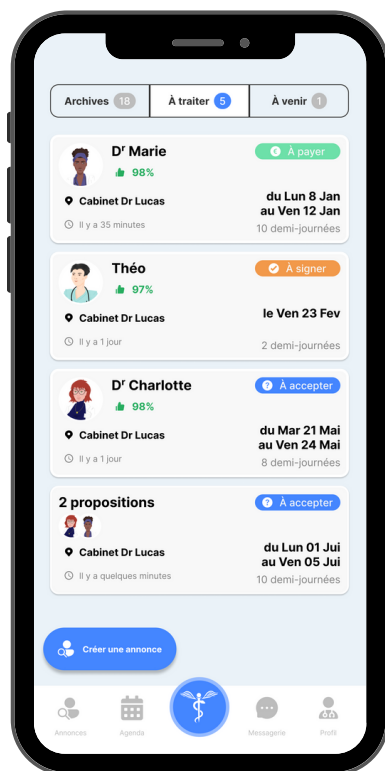 Archives 18
À traiter 5
À venir 1
Dʳ Marie
À payer
98%
Cabinet Dr Lucas
du Lun 8 Jan
au Ven 12 Jan
Il y a 35 minutes
10 demi-journées
Théo
À signer
97%
Cabinet Dr Lucas
le Ven 23 Fev
Il y a 1 jour
2 demi-journées
Dʳ Charlotte
À accepter
98%
Cabinet Dr Lucas
du Mar 21 Mai
au Ven 24 Mai
Il y a 1 jour
8 demi-journées
2 propositions
À accepter
Cabinet Dr Lucas
du Lun 01 Jui
au Ven 05 Jui
Il y a quelques minutes
10 demi-journées
Créer une annonce
Annonces
Agenda
Messagerie
Profil